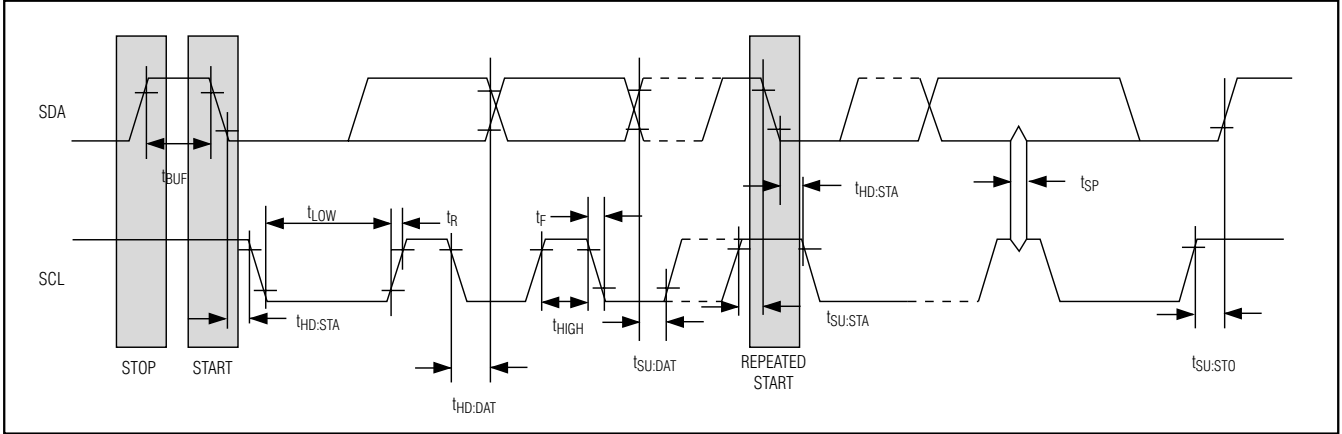 SDA
tBUF
tHD:STA
tSP
tLOW
tR
tF
SCL
tHD:STA
tHIGH
tSU:STA
tSU:DAT
tSU:STO
STOP
START
REPEATED
START
tHD:DAT